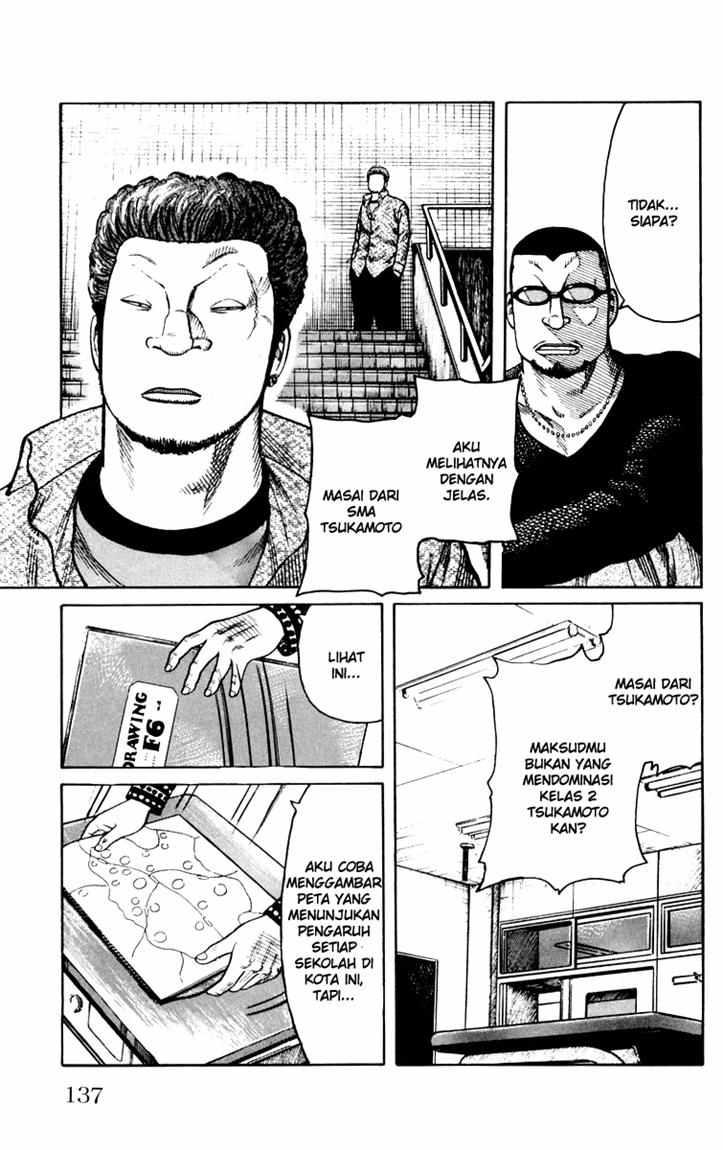 TIDAK...
SIAPA?
AKU
MELIHATNYA
DENGAN
JELAS.
MASAI DARI
SMA
TSUKAMOTO
MASAI DARI
TSUKAMOTO?
MAKSUDMU
BUKAN YANG
MENDOMINASI
KELAS 2
TSUKAMOTO
KAN?
LIHAT
INI...
DRAWING
F6
AKU COBA
MENGGAMBAR
PETA YANG
MENUNJUKAN
PENGARUH
SETIAP
SEKOLAH DI
KOTA INI,
TAPI...
137